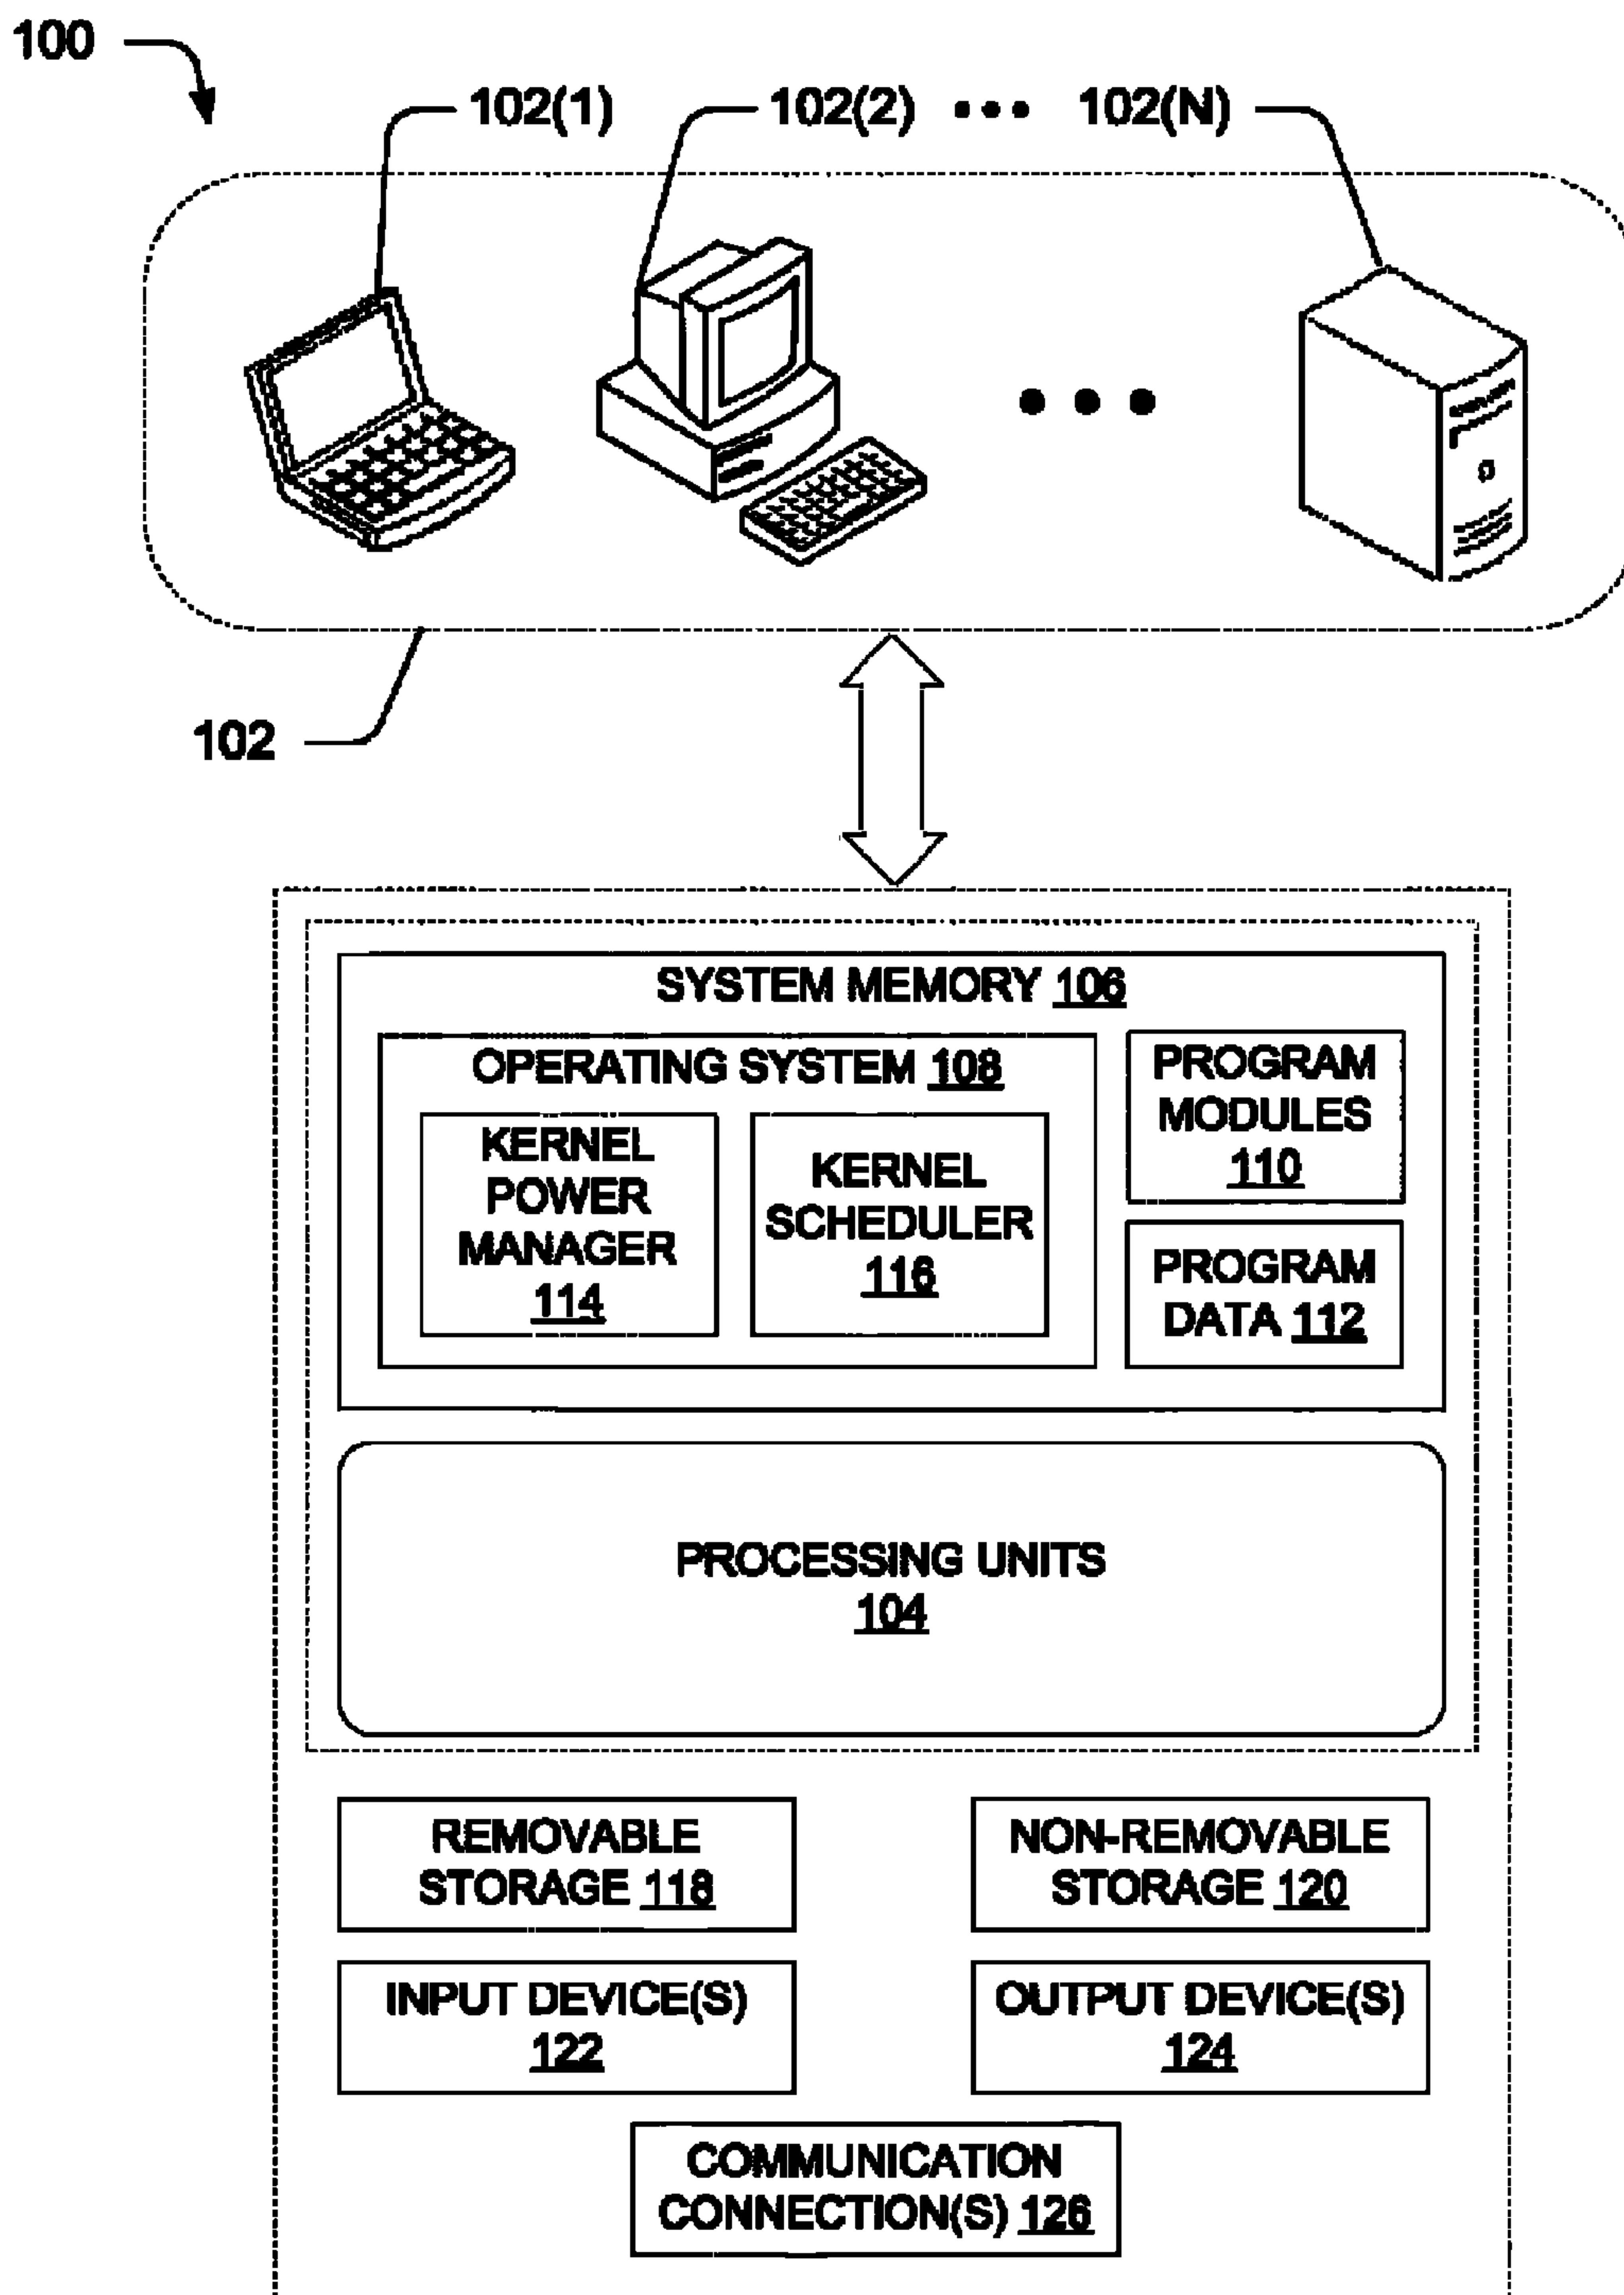 100
102(1) 102(2) ••• 102(N)
102
SYSTEM MEMORY 106
OPERATING SYSTEM 108
KERNEL
POWER
MANAGER
114
KERNEL
SCHEDULER
116
PROGRAM
MODULES
110
PROGRAM
DATA 112
PROCESSING UNITS
104
REMOVABLE
STORAGE 118
NON-REMOVABLE
STORAGE 120
INPUT DEVICE(S)
122
OUTPUT DEVICE(S)
124
COMMUNICATION
CONNECTION(S) 126